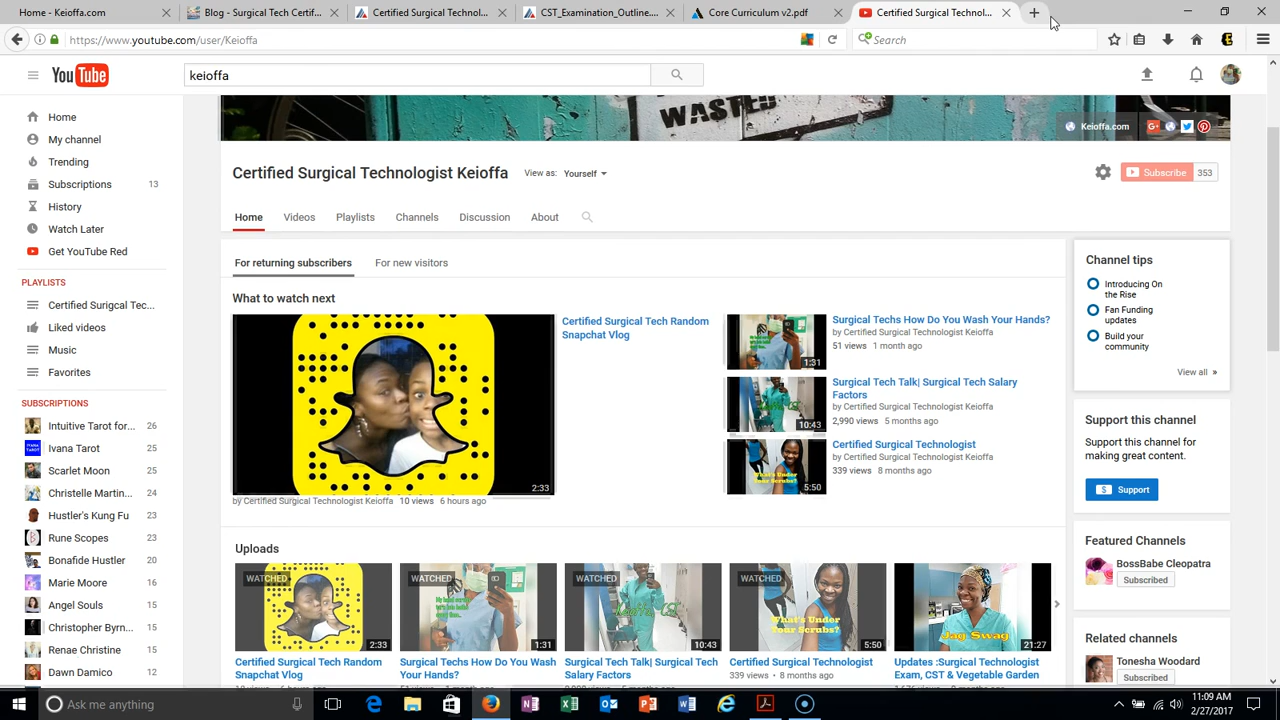 Home - Keioffa
Blog -
Certified Surgical Technol...
CST_Examination_Outline...
Core Curriculum v2.pdf
Certified Surgical Technol...
https://www.youtube.com/user/Keioffa
Search
YouTube
keioffa
WASTED
Keioffa.com
Home
My channel
Trending
Subscriptions 13
History
Watch Later
Get YouTube Red
PLAYLISTS
Certified Surigcal Tec...
Liked videos
Music
Favorites
SUBSCRIPTIONS
Intuitive Tarot for... 26
Ivana Tarot 25
Scarlet Moon 25
Christelle Martin... 24
Hustler's Kung Fu 23
Rune Scopes 23
Bonafide Hustler 20
Marie Moore 16
Angel Souls 15
Christopher Byrn... 15
Renae Christine 15
Dawn Damico 12
Certified Surgical Technologist Keioffa
View as: Yourself
Subscribe 353
Home Videos Playlists Channels Discussion About
For returning subscribers For new visitors
What to watch next
2:33
Certified Surgical Tech Random
Snapchat Vlog
by Certified Surgical Technologist Keioffa 10 views 6 hours ago
1:31
Surgical Techs How Do You Wash Your Hands?
by Certified Surgical Technologist Keioffa
51 views 1 month ago
10:43
Surgical Tech Talk| Surgical Tech Salary
Factors
by Certified Surgical Technologist Keioffa
2,990 views 5 months ago
What's Under
Your Scrubs?
5:50
Certified Surgical Technologist
by Certified Surgical Technologist Keioffa
339 views 8 months ago
Uploads
WATCHED
2:33
Certified Surgical Tech Random
Snapchat Vlog
WATCHED
1:31
Surgical Techs How Do You Wash
Your Hands?
WATCHED
10:43
Surgical Tech Talk| Surgical Tech
Salary Factors
WATCHED
What's Under
Your Scrubs?
5:50
Certified Surgical Technologist
339 views 8 months ago
Jag Swag
21:27
Updates :Surgical Technologist
Exam, CST & Vegetable Garden
Channel tips
Introducing On
the Rise
Fan Funding
updates
Build your
community
View all »
Support this channel
Support this channel for
making great content.
$ Support
Featured Channels
BossBabe Cleopatra
Subscribed
Related channels
Tonesha Woodard
Subscribed
Ask me anything
11:09 AM
2/27/2017